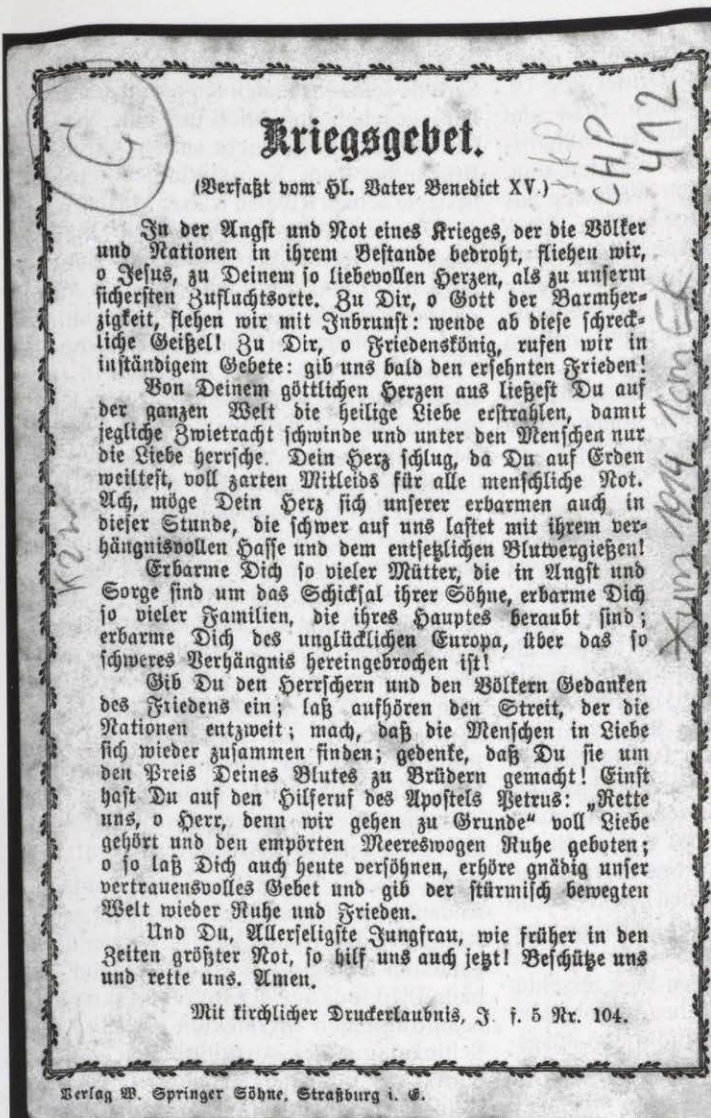 G
Kriegsgebet.
CHP
412
(Verfaßt vom Hl. Vater Benedict XV.)
In der Angst und Not eines Krieges, der die Völker
und Nationen in ihrem Bestande bedroht, fliehen wir,
o Jesus, zu Deinem so liebevollen Herzen, als zu unserm
sichersten Zufluchtsorte. Zu Dir, o Gott der Barmher-
zigkeit, flehen wir mit Inbrunst: wende ab diese schreck-
liche Geißel! Zu Dir, o Friedenskönig, rufen wir in
inständigem Gebete: gib uns bald den ersehnten Frieden!
Von Deinem göttlichen Herzen aus ließest Du auf
der ganzen Welt die heilige Liebe erstrahlen, damit
jegliche Zwietracht schwinde und unter den Menschen nur
die Liebe herrsche. Dein Herz schlug, da Du auf Erden
weiltest, voll zarten Mitleids für alle menschliche Not.
Ach, möge Dein Herz sich unserer erbarmen auch in
dieser Stunde, die schwer auf uns lastet mit ihrem ver-
hängnisvollen Hasse und dem entsetzlichen Blutvergießen!
Erbarme Dich so vieler Mütter, die in Angst und
Sorge sind um das Schicksal ihrer Söhne, erbarme Dich
so vieler Familien, die ihres Hauptes beraubt sind;
erbarme Dich des unglücklichen Europa, über das so
schweres Verhängnis hereingebrochen ist!
Gib Du den Herrschern und den Völkern Gedanken
des Friedens ein; laß aufhören den Streit, der die
Nationen entzweit; mach, daß die Menschen in Liebe
sich wieder zusammen finden; gedenke, daß Du sie um
den Preis Deines Blutes zu Brüdern gemacht! Einst
hast Du auf den Hilferuf des Apostels Petrus: „Rette
uns, o Herr, denn wir gehen zu Grunde“ voll Liebe
gehört und den empörten Meereswogen Ruhe geboten;
o so laß Dich auch heute versöhnen, erhöre gnädig unser
vertrauensvolles Gebet und gib der stürmisch bewegten
Welt wieder Ruhe und Frieden.
Und Du, Allerseligste Jungfrau, wie früher in den
Zeiten größter Not, so hilf uns auch jetzt! Beschütze uns
und rette uns. Amen.
Mit kirchlicher Druckerlaubnis, J. f. 5 Nr. 104.
Verlag W. Springer Söhne, Straßburg i. E.
1914